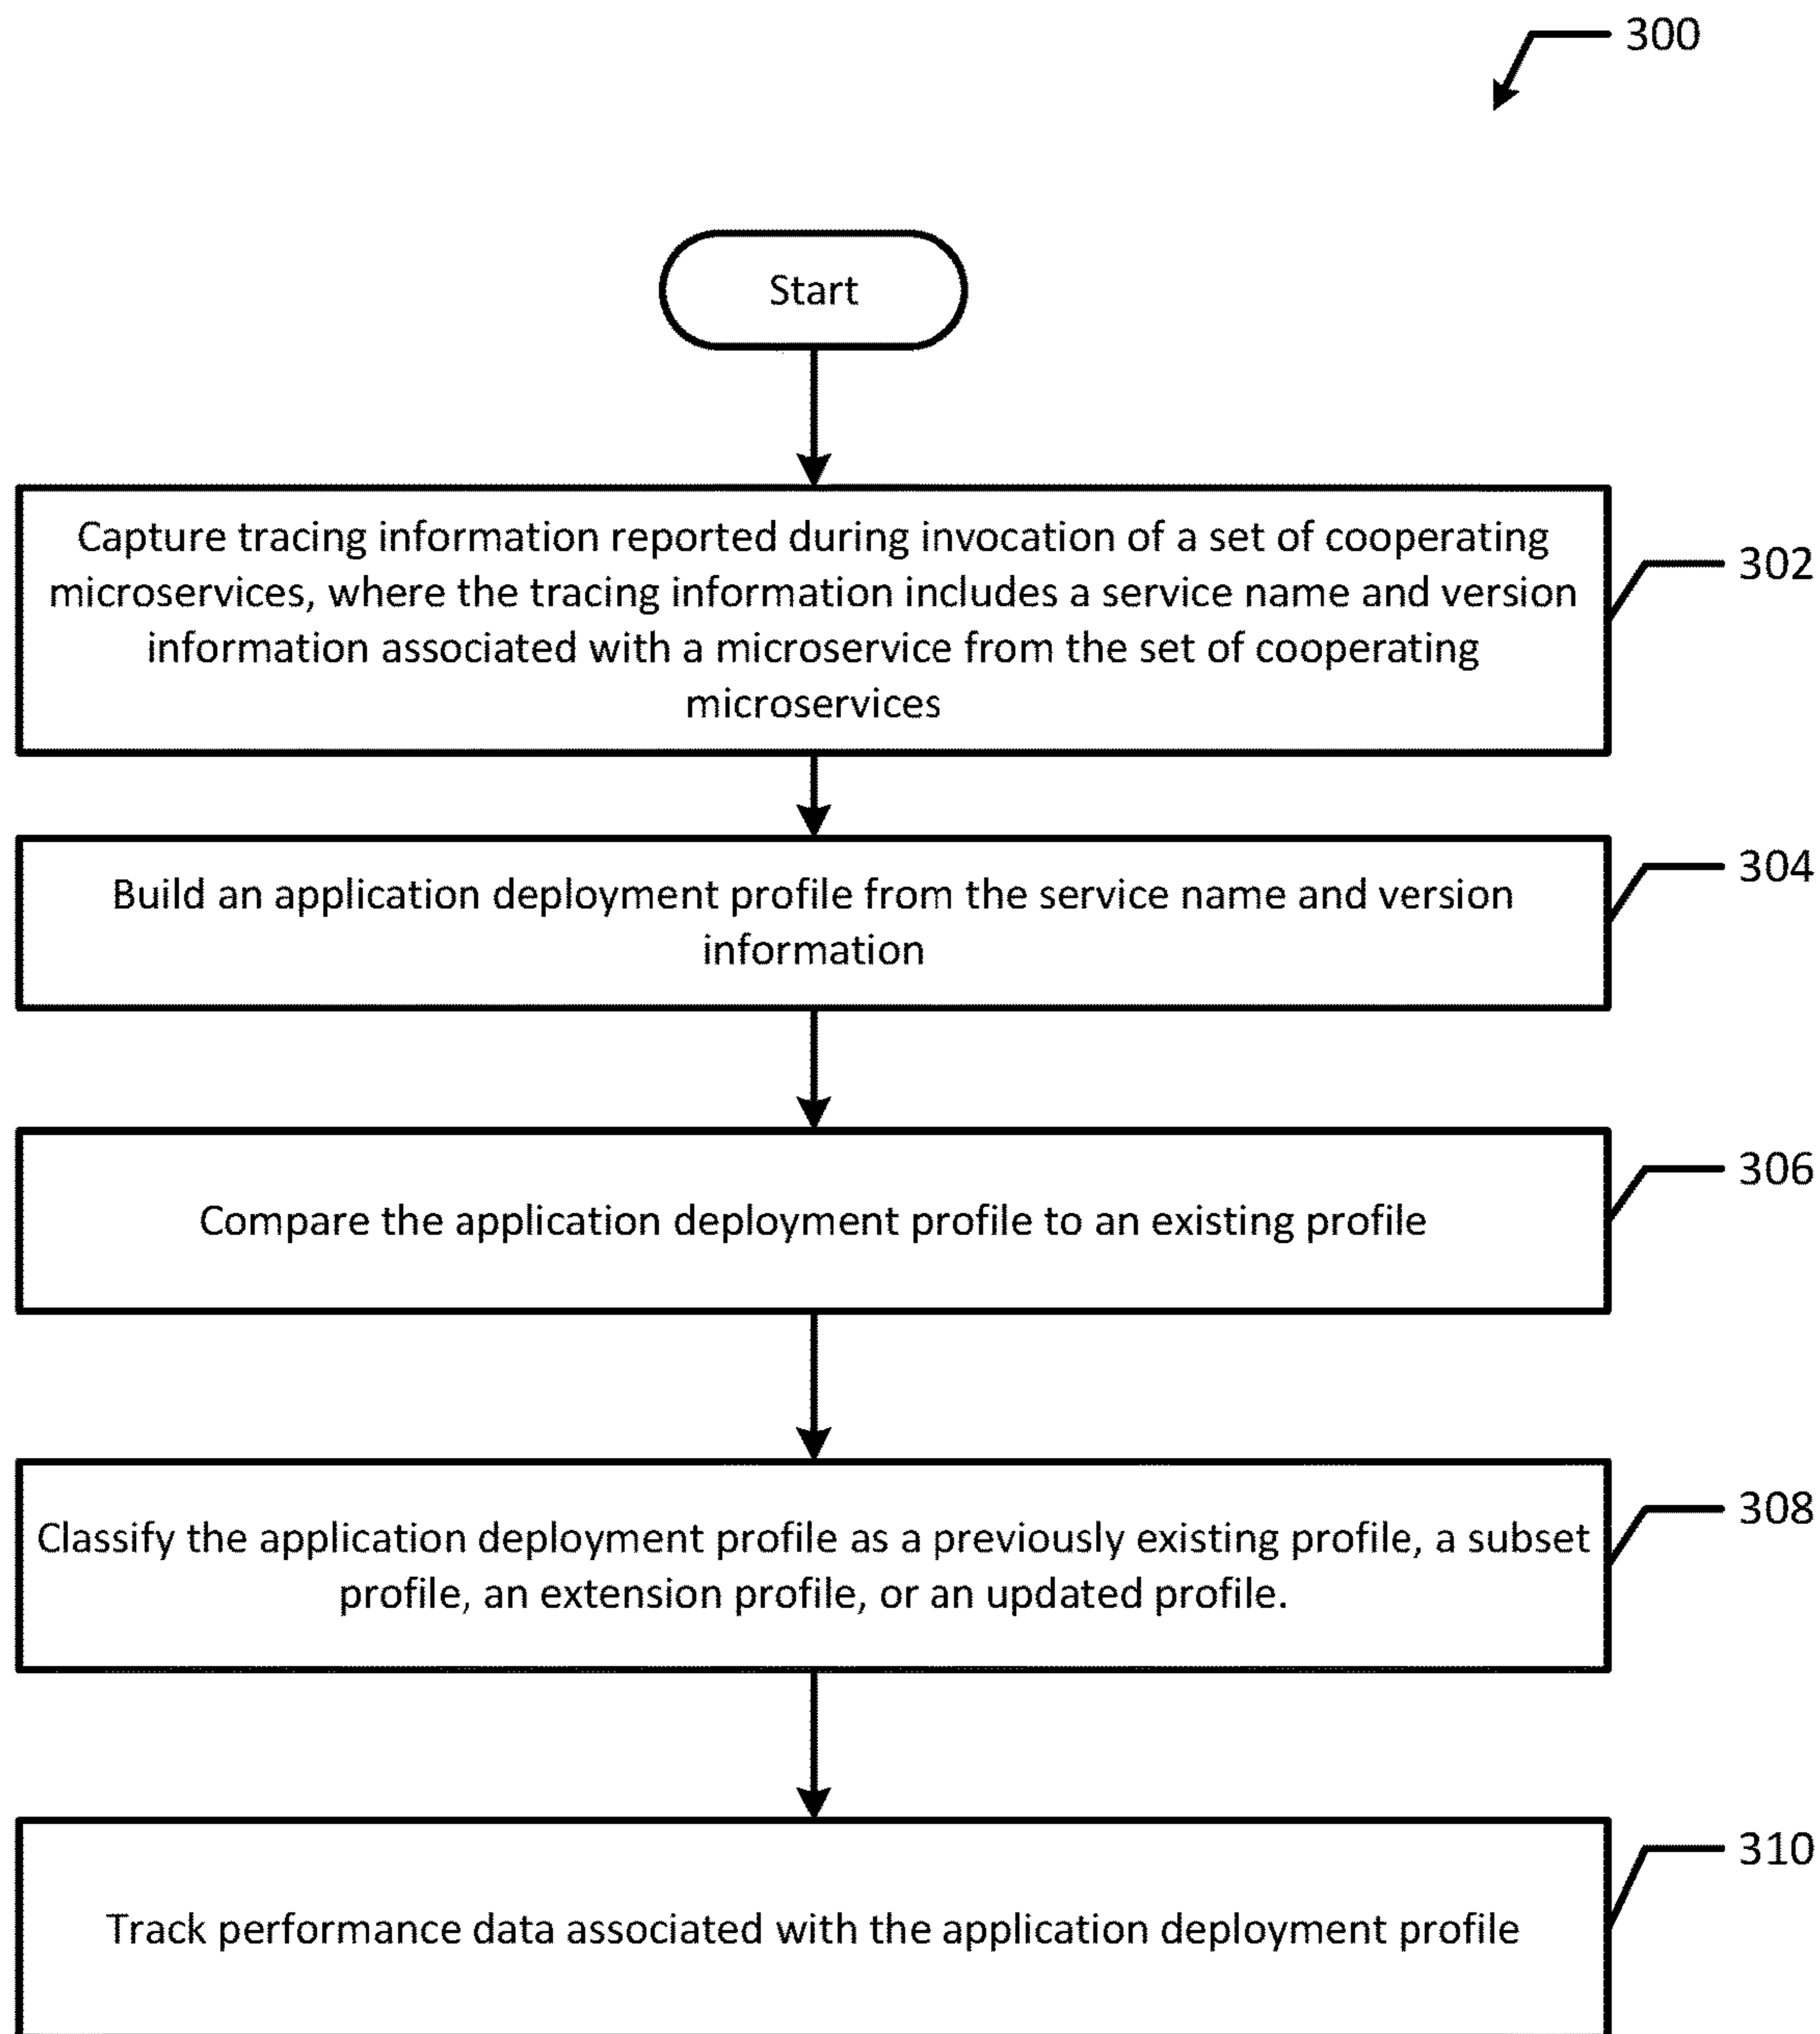 300
Start
Capture tracing information reported during invocation of a set of cooperating
microservices, where the tracing information includes a service name and version
information associated with a microservice from the set of cooperating
microservices
302
Build an application deployment profile from the service name and version
information
304
Compare the application deployment profile to an existing profile
306
Classify the application deployment profile as a previously existing profile, a subset
profile, an extension profile, or an updated profile.
308
Track performance data associated with the application deployment profile
310